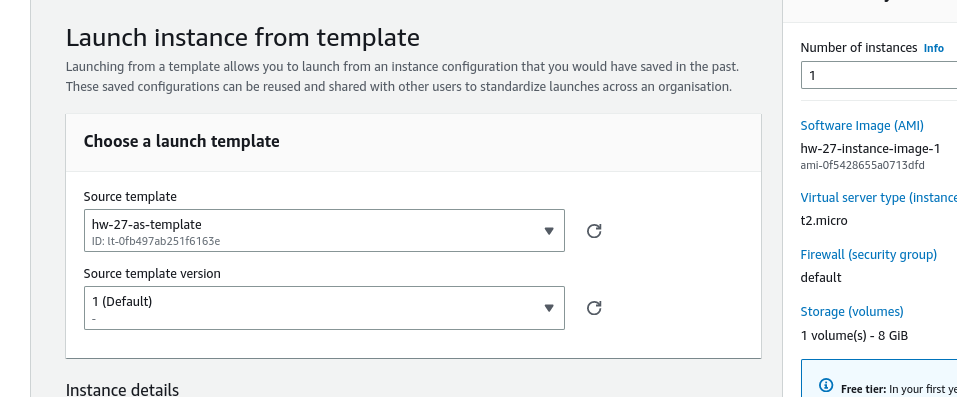 Launch instance from template
Launching from a template allows you to launch from an instance configuration that you would have saved in the past.
These saved configurations can be reused and shared with other users to standardize launches across an organisation.
Choose a launch template
Source template
hw-27-as-template
ID: lt-0fb497ab251f6163e
Source template version
1 (Default)
-
Instance details
Number of instances Info
1
Software Image (AMI)
hw-27-instance-image-1
ami-0f5428655a0713dfd
Virtual server type (instance
t2.micro
Firewall (security group)
default
Storage (volumes)
1 volume(s) - 8 GiB
Free tier: In your first ye